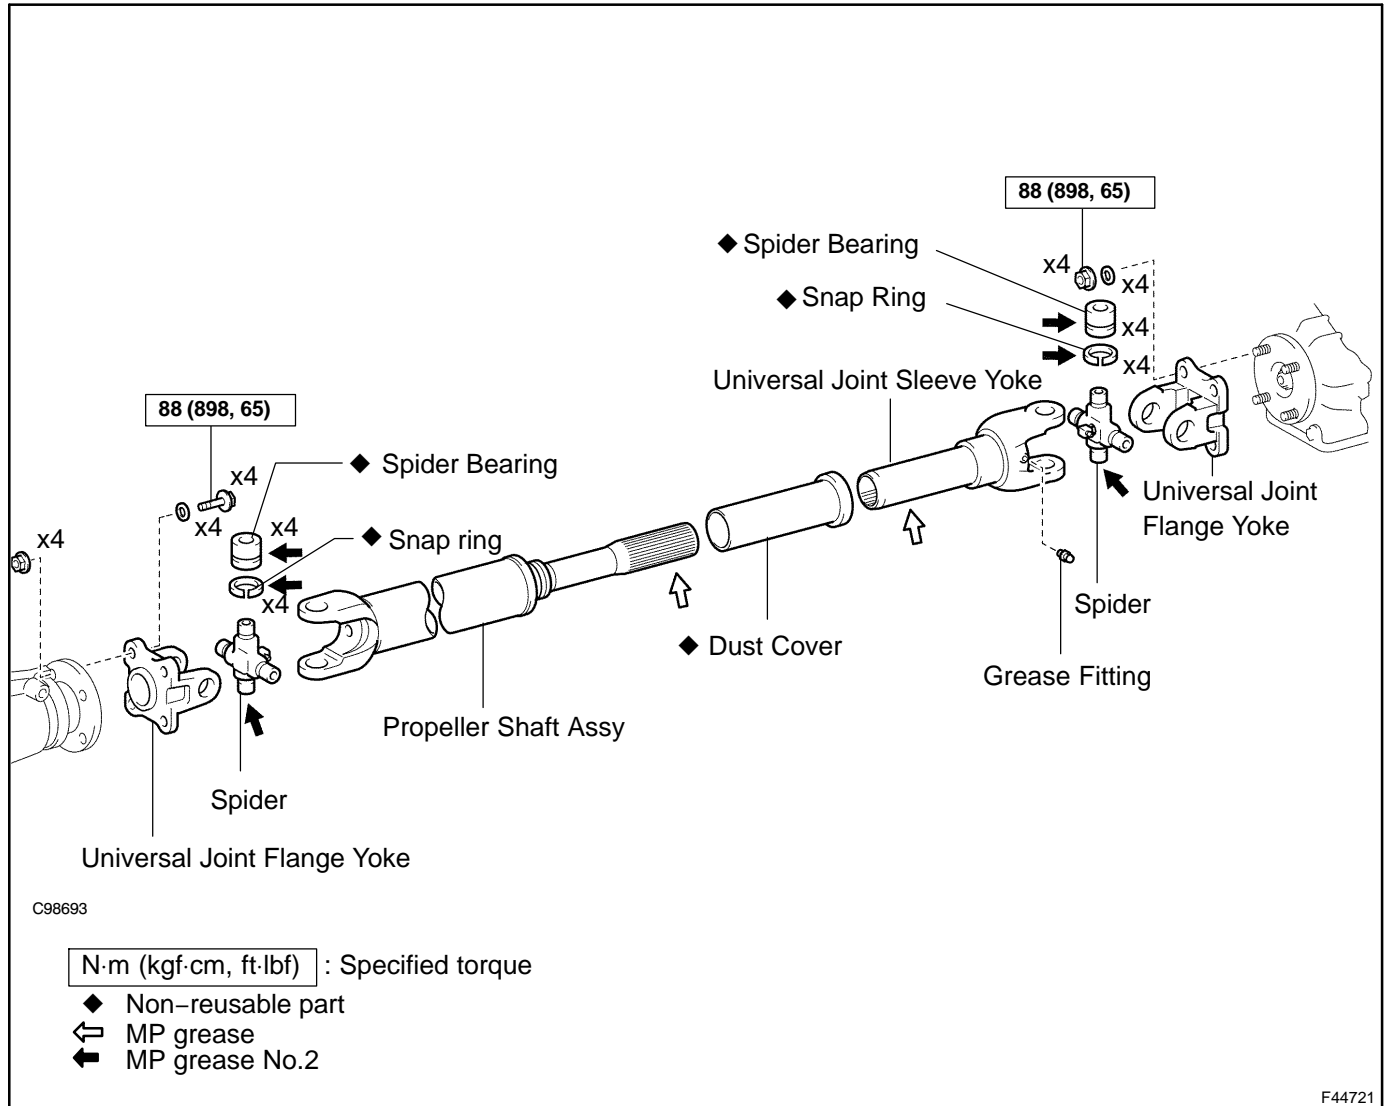 88 (898, 65)
◆ Spider Bearing
x4
x4
◆ Snap Ring
x4
x4
Universal Joint Sleeve Yoke
88 (898, 65)
◆ Spider Bearing
x4
x4
x4
◆ Snap ring
x4
x4
Universal Joint
Flange Yoke
Spider
◆ Dust Cover
Grease Fitting
Propeller Shaft Assy
Spider
Universal Joint Flange Yoke
C98693
N·m (kgf·cm, ft·lbf) : Specified torque
◆ Non−reusable part
⇦ MP grease
⬅ MP grease No.2
F44721